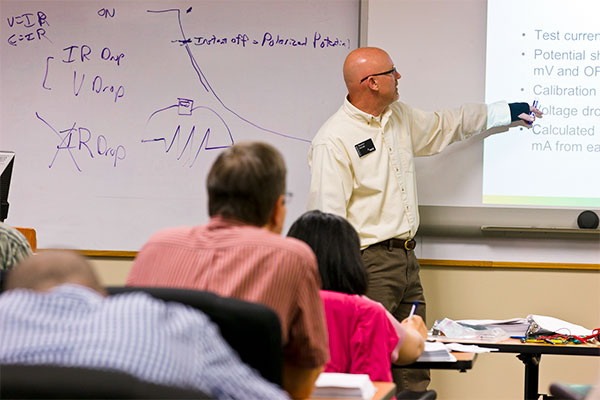 V=IR
E=IR
ON
Instant off = Polarized Potential
IR Drop
V Drop
IR Drop
• Test curren
• Potential sh
mV and OF
• Calibration
Voltage dro
• Calculated
mA from ea